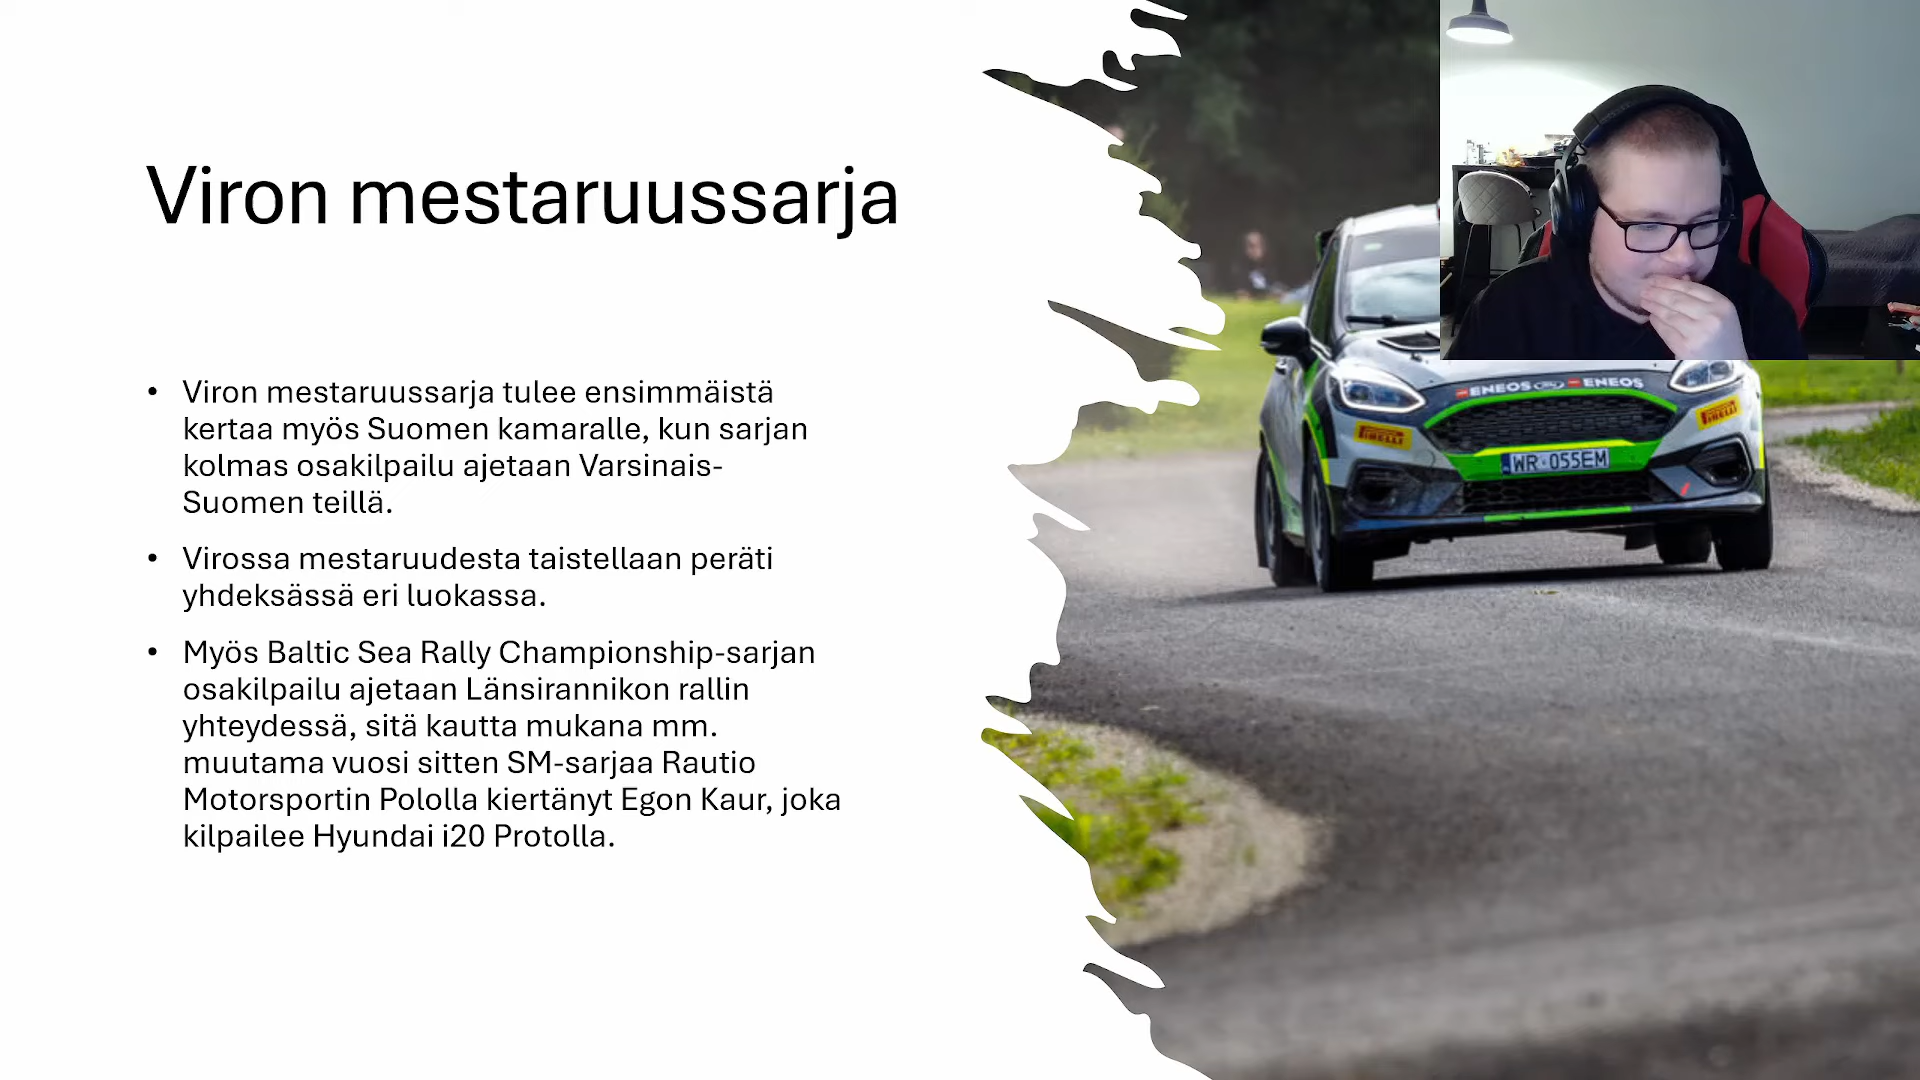 Viron mestaruussarja
• Viron mestaruussarja tulee ensimmäistä
kertaa myös Suomen kamaralle, kun sarjan
kolmas osakilpailu ajetaan Varsinais-
Suomen teillä.
• Virossa mestaruudesta taistellaan peräti
yhdeksässä eri luokassa.
• Myös Baltic Sea Rally Championship-sarjan
osakilpailu ajetaan Länsirannikon rallin
yhteydessä, sitä kautta mukana mm.
muutama vuosi sitten SM-sarjaa Rautio
Motorsportin Pololla kiertänyt Egon Kaur, joka
kilpailee Hyundai i20 Protolla.
ENEOS Ford ENEOS
PIRELLI
PIRELLI
WR 055EM